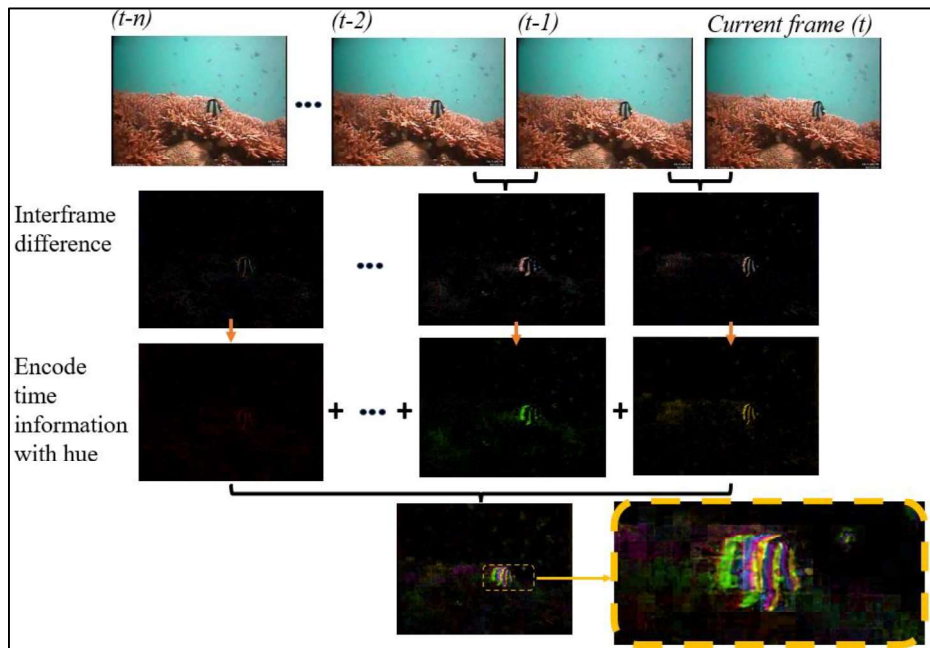 (t-n)
(t-2)
(t-1)
Current frame (t)
Interframe
difference
Encode
time
information
with hue